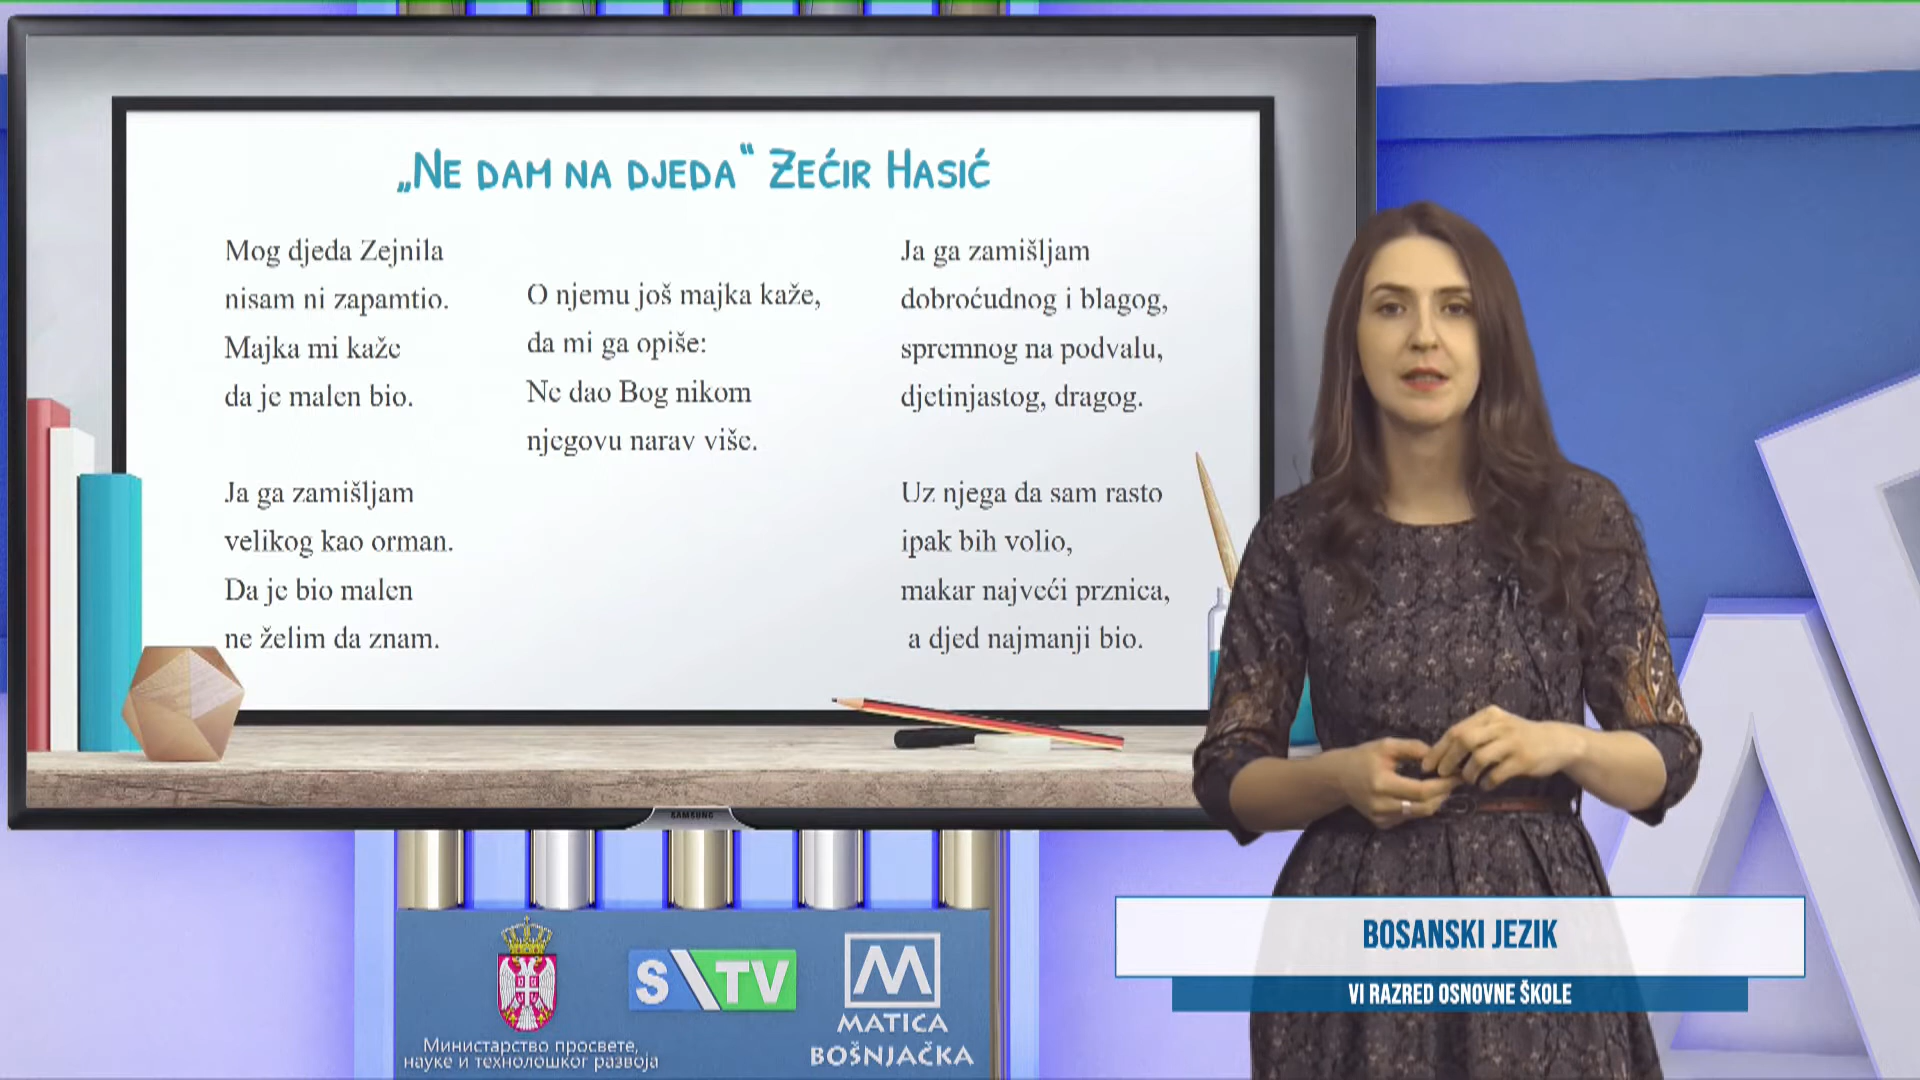 „Ne dam na djeda“ Zećir Hasić
Mog djeda Zejnila
nisam ni zapamtio.
Majka mi kaže
da je malen bio.
Ja ga zamišljam
velikog kao orman.
Da je bio malen
ne želim da znam.
O njemu još majka kaže,
da mi ga opiše:
Ne dao Bog nikom
njegovu narav više.
Ja ga zamišljam
dobroćudnog i blagog,
spremnog na podvalu,
djetinjastog, dragog.
Uz njega da sam rasto
ipak bih volio,
makar najveći prznica,
a djed najmanji bio.
SAMSUNG
BOSANSKI JEZIK
VI RAZRED OSNOVNE ŠKOLE
Министарство просвете,
науке и технолошког развоја
S TV
M
MATICA
BOŠNJAČKA